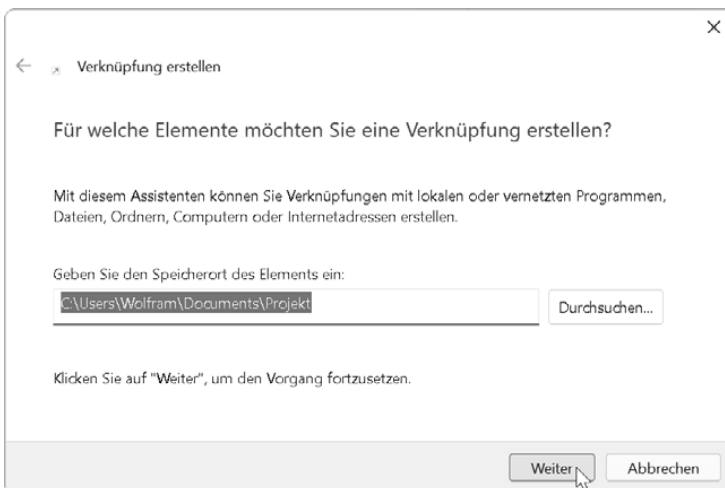 Verknüpfung erstellen
Für welche Elemente möchten Sie eine Verknüpfung erstellen?
Mit diesem Assistenten können Sie Verknüpfungen mit lokalen oder vernetzten Programmen,
Dateien, Ordnern, Computern oder Internetadressen erstellen.
Geben Sie den Speicherort des Elements ein:
C:\Users\Wolfram\Documents\Projekt
Durchsuchen...
Klicken Sie auf "Weiter", um den Vorgang fortzusetzen.
Weiter
Abbrechen